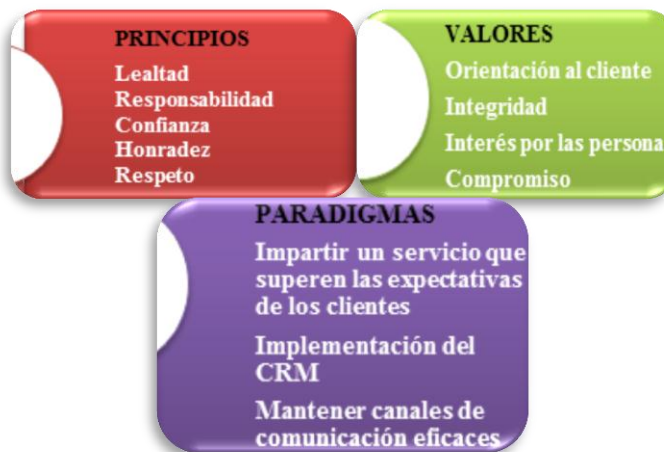 PRINCIPIOS
Lealtad
Responsabilidad
Confianza
Honradez
Respeto
VALORES
Orientación al cliente
Integridad
Interés por las persona
Compromiso
PARADIGMAS
Impartir un servicio que
superen las expectativas
de los clientes
Implementación del
CRM
Mantener canales de
comunicación eficaces